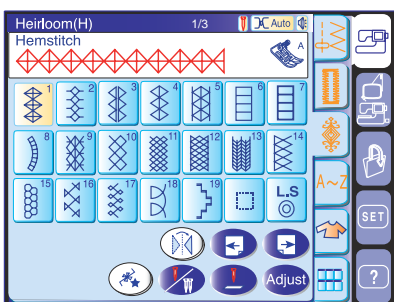 Heirloom(H) 1/3 Auto
Hemstitch A
1 2 3 4 5 6 7
8 9 10 11 12 13 14
15 16 17 18 19 L.S
A~Z
SET
Adjust
?